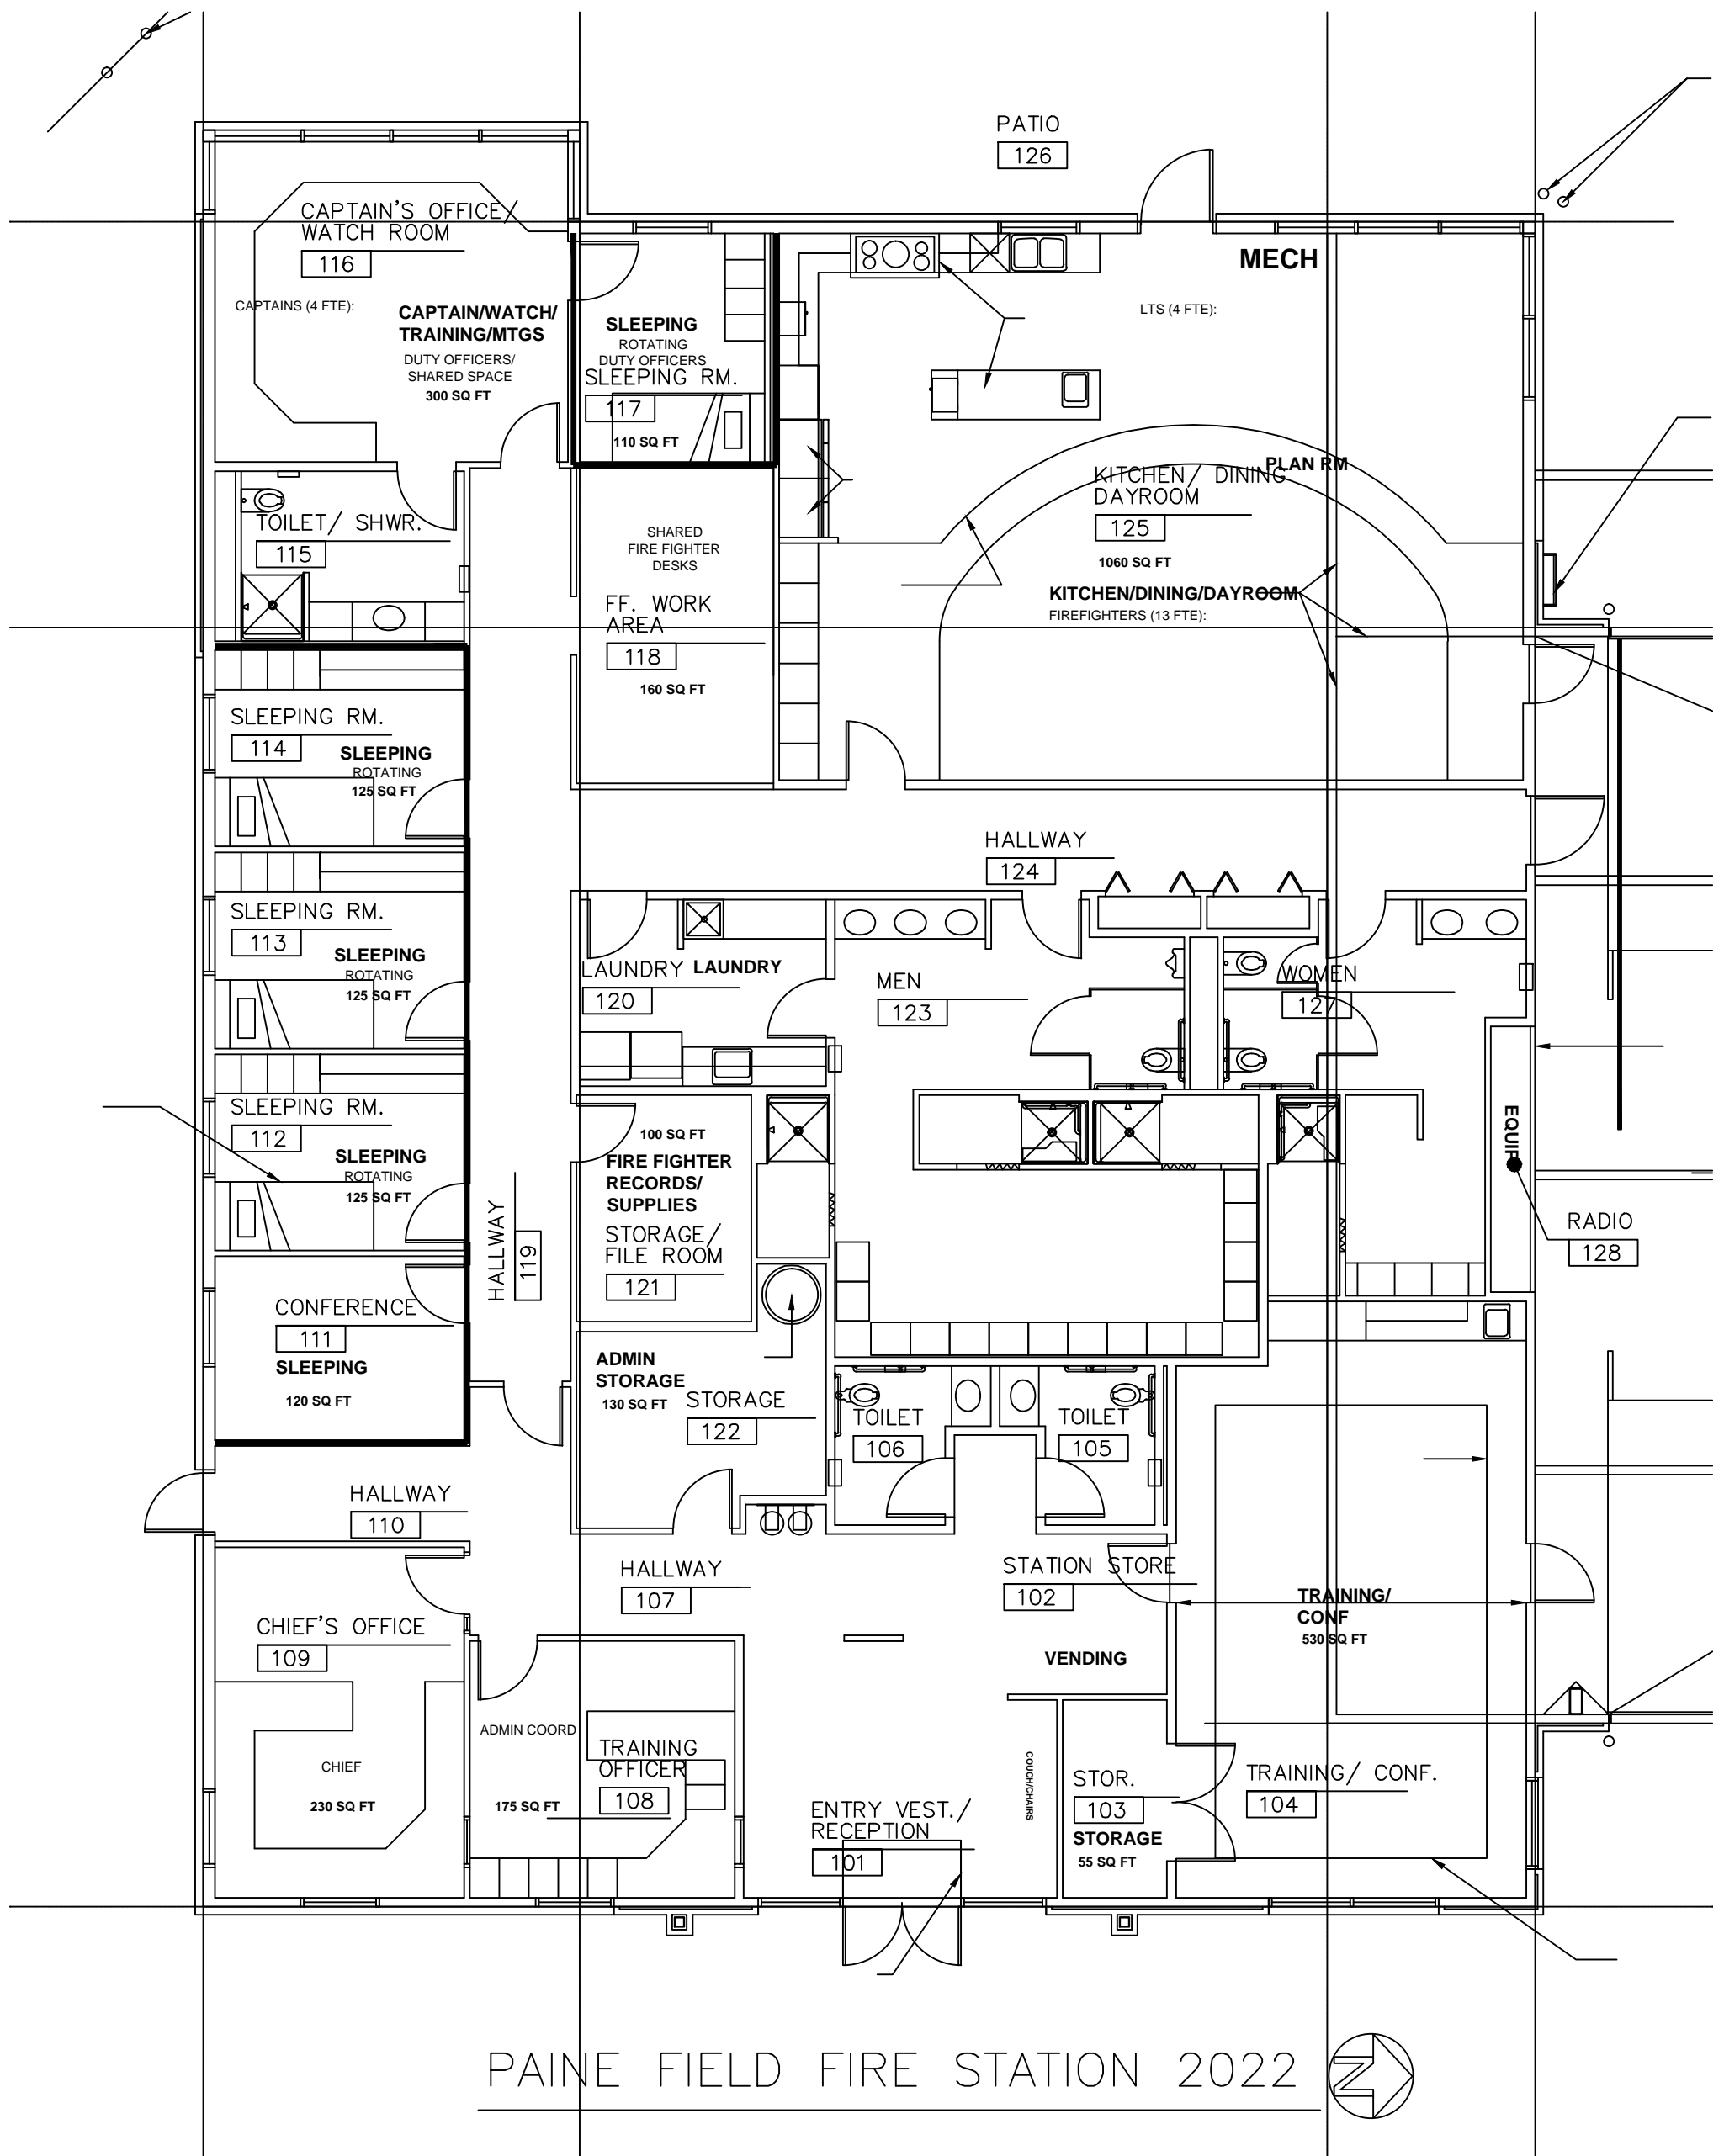 PATIO
126
CAPTAIN'S OFFICE/
WATCH ROOM
116
CAPTAINS (4 FTE):
CAPTAIN/WATCH/
TRAINING/MTGS
DUTY OFFICERS/
SHARED SPACE
300 SQ FT
SLEEPING
ROTATING
DUTY OFFICERS
SLEEPING RM.
117
110 SQ FT
MECH
LTS (4 FTE):
PLAN RM
KITCHEN/ DINING
DAYROOM
125
1060 SQ FT
KITCHEN/DINING/DAYROOM
FIREFIGHTERS (13 FTE):
TOILET/ SHWR.
115
SHARED
FIRE FIGHTER
DESKS
FF. WORK
AREA
118
160 SQ FT
SLEEPING RM.
114
SLEEPING
ROTATING
125 SQ FT
HALLWAY
124
SLEEPING RM.
113
SLEEPING
ROTATING
125 SQ FT
LAUNDRY
LAUNDRY
120
MEN
123
WOMEN
127
SLEEPING RM.
112
SLEEPING
ROTATING
125 SQ FT
HALLWAY
119
100 SQ FT
FIRE FIGHTER
RECORDS/
SUPPLIES
STORAGE/
FILE ROOM
121
EQUIP
RADIO
128
CONFERENCE
111
SLEEPING
120 SQ FT
ADMIN
STORAGE
130 SQ FT
STORAGE
122
TOILET
106
TOILET
105
HALLWAY
110
HALLWAY
107
STATION STORE
102
VENDING
TRAINING/
CONF
530 SQ FT
CHIEF'S OFFICE
109
CHIEF
230 SQ FT
ADMIN COORD
TRAINING
OFFICER
108
175 SQ FT
ENTRY VEST./
RECEPTION
101
COUCH/CHAIRS
STOR.
103
STORAGE
55 SQ FT
TRAINING/ CONF.
104
PAINE FIELD FIRE STATION 2022
N